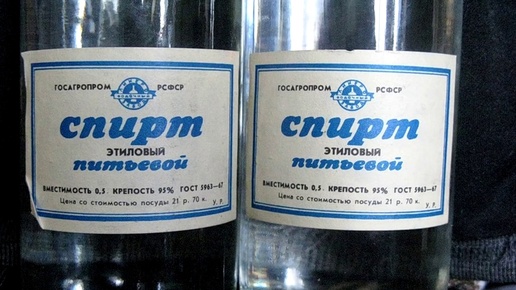 ГОСАГРОПРОМ РСФСР
спирт
ЭТИЛОВЫЙ
питьевой
ВМЕСТИМОСТЬ 0,5 КРЕПОСТЬ 95% ГОСТ 5963—67
Цена со стоимостью посуды 21 р. 70 к. У. Р.
ГОСАГРОПРОМ РСФСР
спирт
ЭТИЛОВЫЙ
питьевой
ВМЕСТИМОСТЬ 0,5 КРЕПОСТЬ 95% ГОСТ 5963—67
Цена со стоимостью посуды 21 р. 70 к. У. Р.